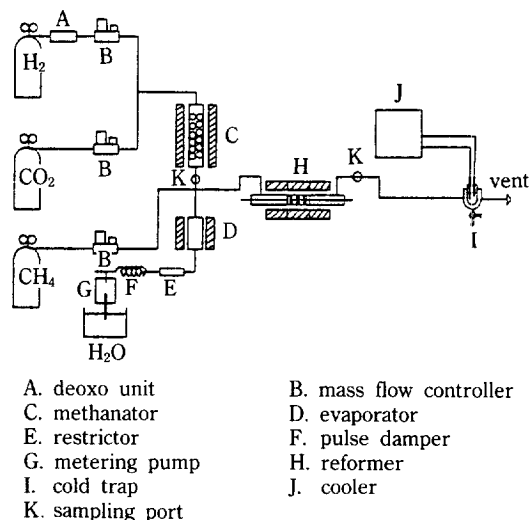 A
B
H₂
J
B
C
H
K
K
CO₂
vent
D
I
B
CH₄
G
F
E
H₂O
A. deoxo unit
B. mass flow controller
C. methanator
D. evaporator
E. restrictor
F. pulse damper
G. metering pump
H. reformer
I. cold trap
J. cooler
K. sampling port